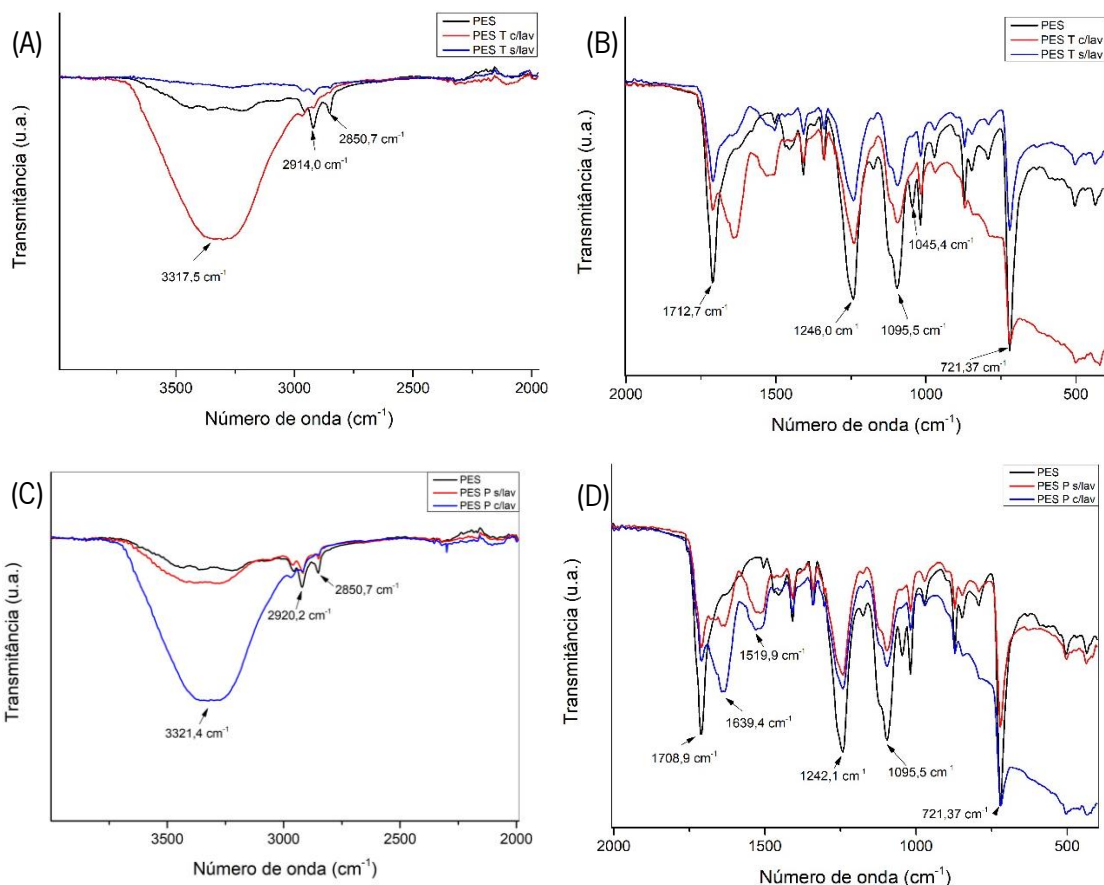 (A)
PES
PES T c/lav
PES T s/lav
Transmitância (u.a.)
2850,7 cm⁻¹
2914,0 cm⁻¹
3317,5 cm⁻¹
3500 3000 2500 2000
Número de onda (cm⁻¹)
(B)
PES
PES T c/lav
PES T s/lav
Transmitância (u.a.)
1045,4 cm⁻¹
1712,7 cm⁻¹
1246,0 cm⁻¹
1095,5 cm⁻¹
721,37 cm⁻¹
2000 1500 1000 500
Número de onda (cm⁻¹)
(C)
PES
PES P s/lav
PES P c/lav
Transmitância (u.a.)
2850,7 cm⁻¹
2920,2 cm⁻¹
3321,4 cm⁻¹
3500 3000 2500 2000
Número de onda (cm⁻¹)
(D)
PES
PES P s/lav
PES P c/lav
Transmitância (u.a.)
1519,9 cm⁻¹
1639,4 cm⁻¹
1708,9 cm⁻¹
1242,1 cm⁻¹
1095,5 cm⁻¹
721,37 cm⁻¹
2000 1500 1000 500
Número de onda (cm⁻¹)